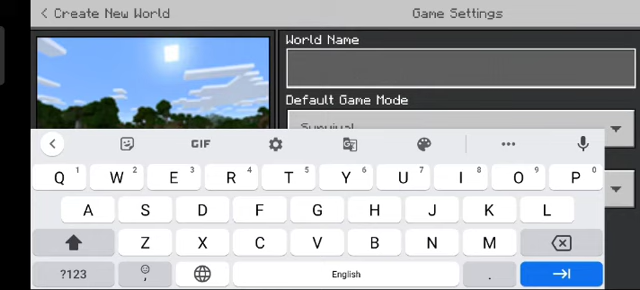 Create New World
Game Settings
World Name
Default Game Mode
Survival
GIF
Q 1 W 2 E 3 R 4 T 5 Y 6 U 7 I 8 O 9 P 0
A S D F G H J K L
Z X C V B N M
?123 , English .